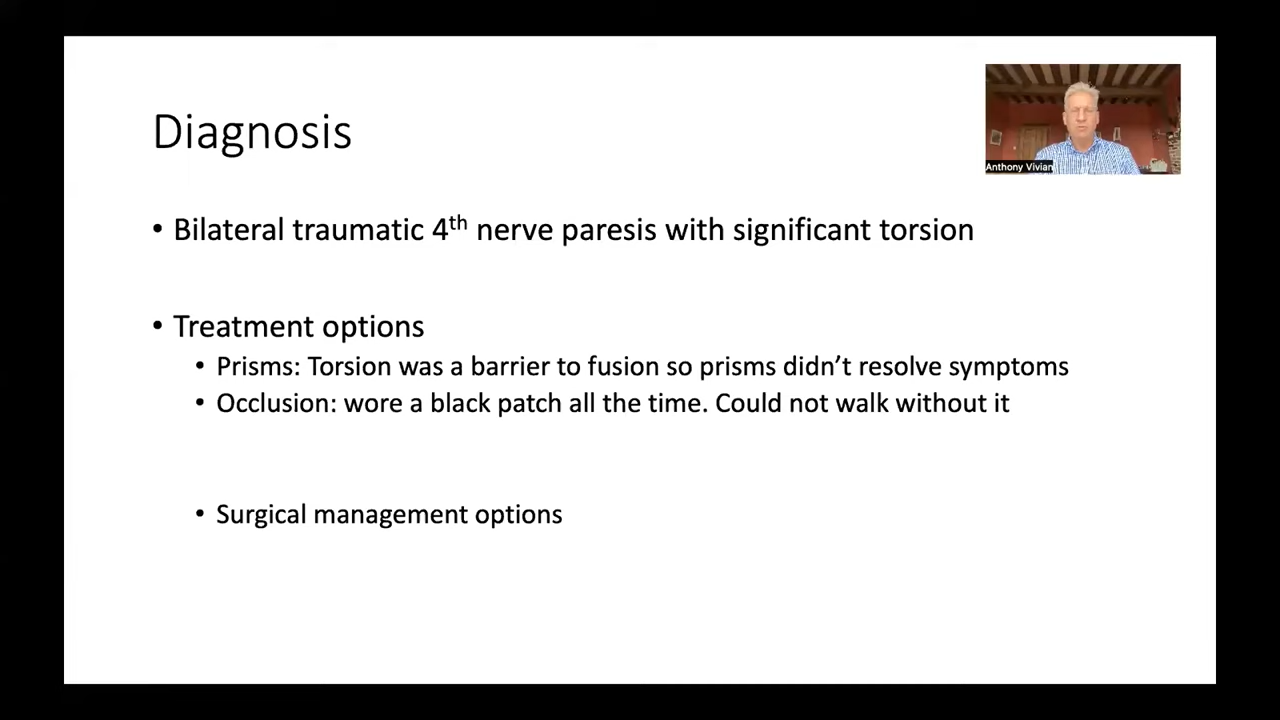 Diagnosis
Anthony Vivian
• Bilateral traumatic 4th nerve paresis with significant torsion
• Treatment options
• Prisms: Torsion was a barrier to fusion so prisms didn’t resolve symptoms
• Occlusion: wore a black patch all the time. Could not walk without it
• Surgical management options